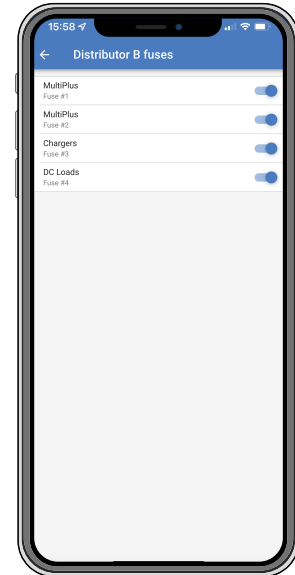 15:58
Distributor B fuses
MultiPlus
Fuse #1
MultiPlus
Fuse #2
Chargers
Fuse #3
DC Loads
Fuse #4